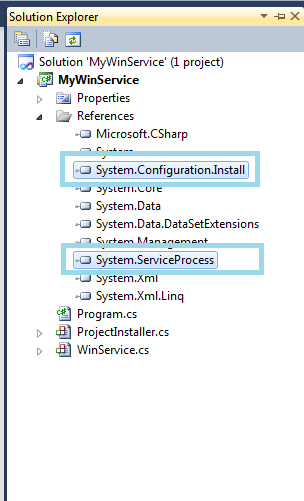 Solution Explorer
Solution 'MyWinService' (1 project)
MyWinService
Properties
References
Microsoft.CSharp
System
System.Configuration.Install
System.Core
System.Data
System.Data.DataSetExtensions
System.Management
System.ServiceProcess
System.Xml
System.Xml.Linq
Program.cs
ProjectInstaller.cs
WinService.cs